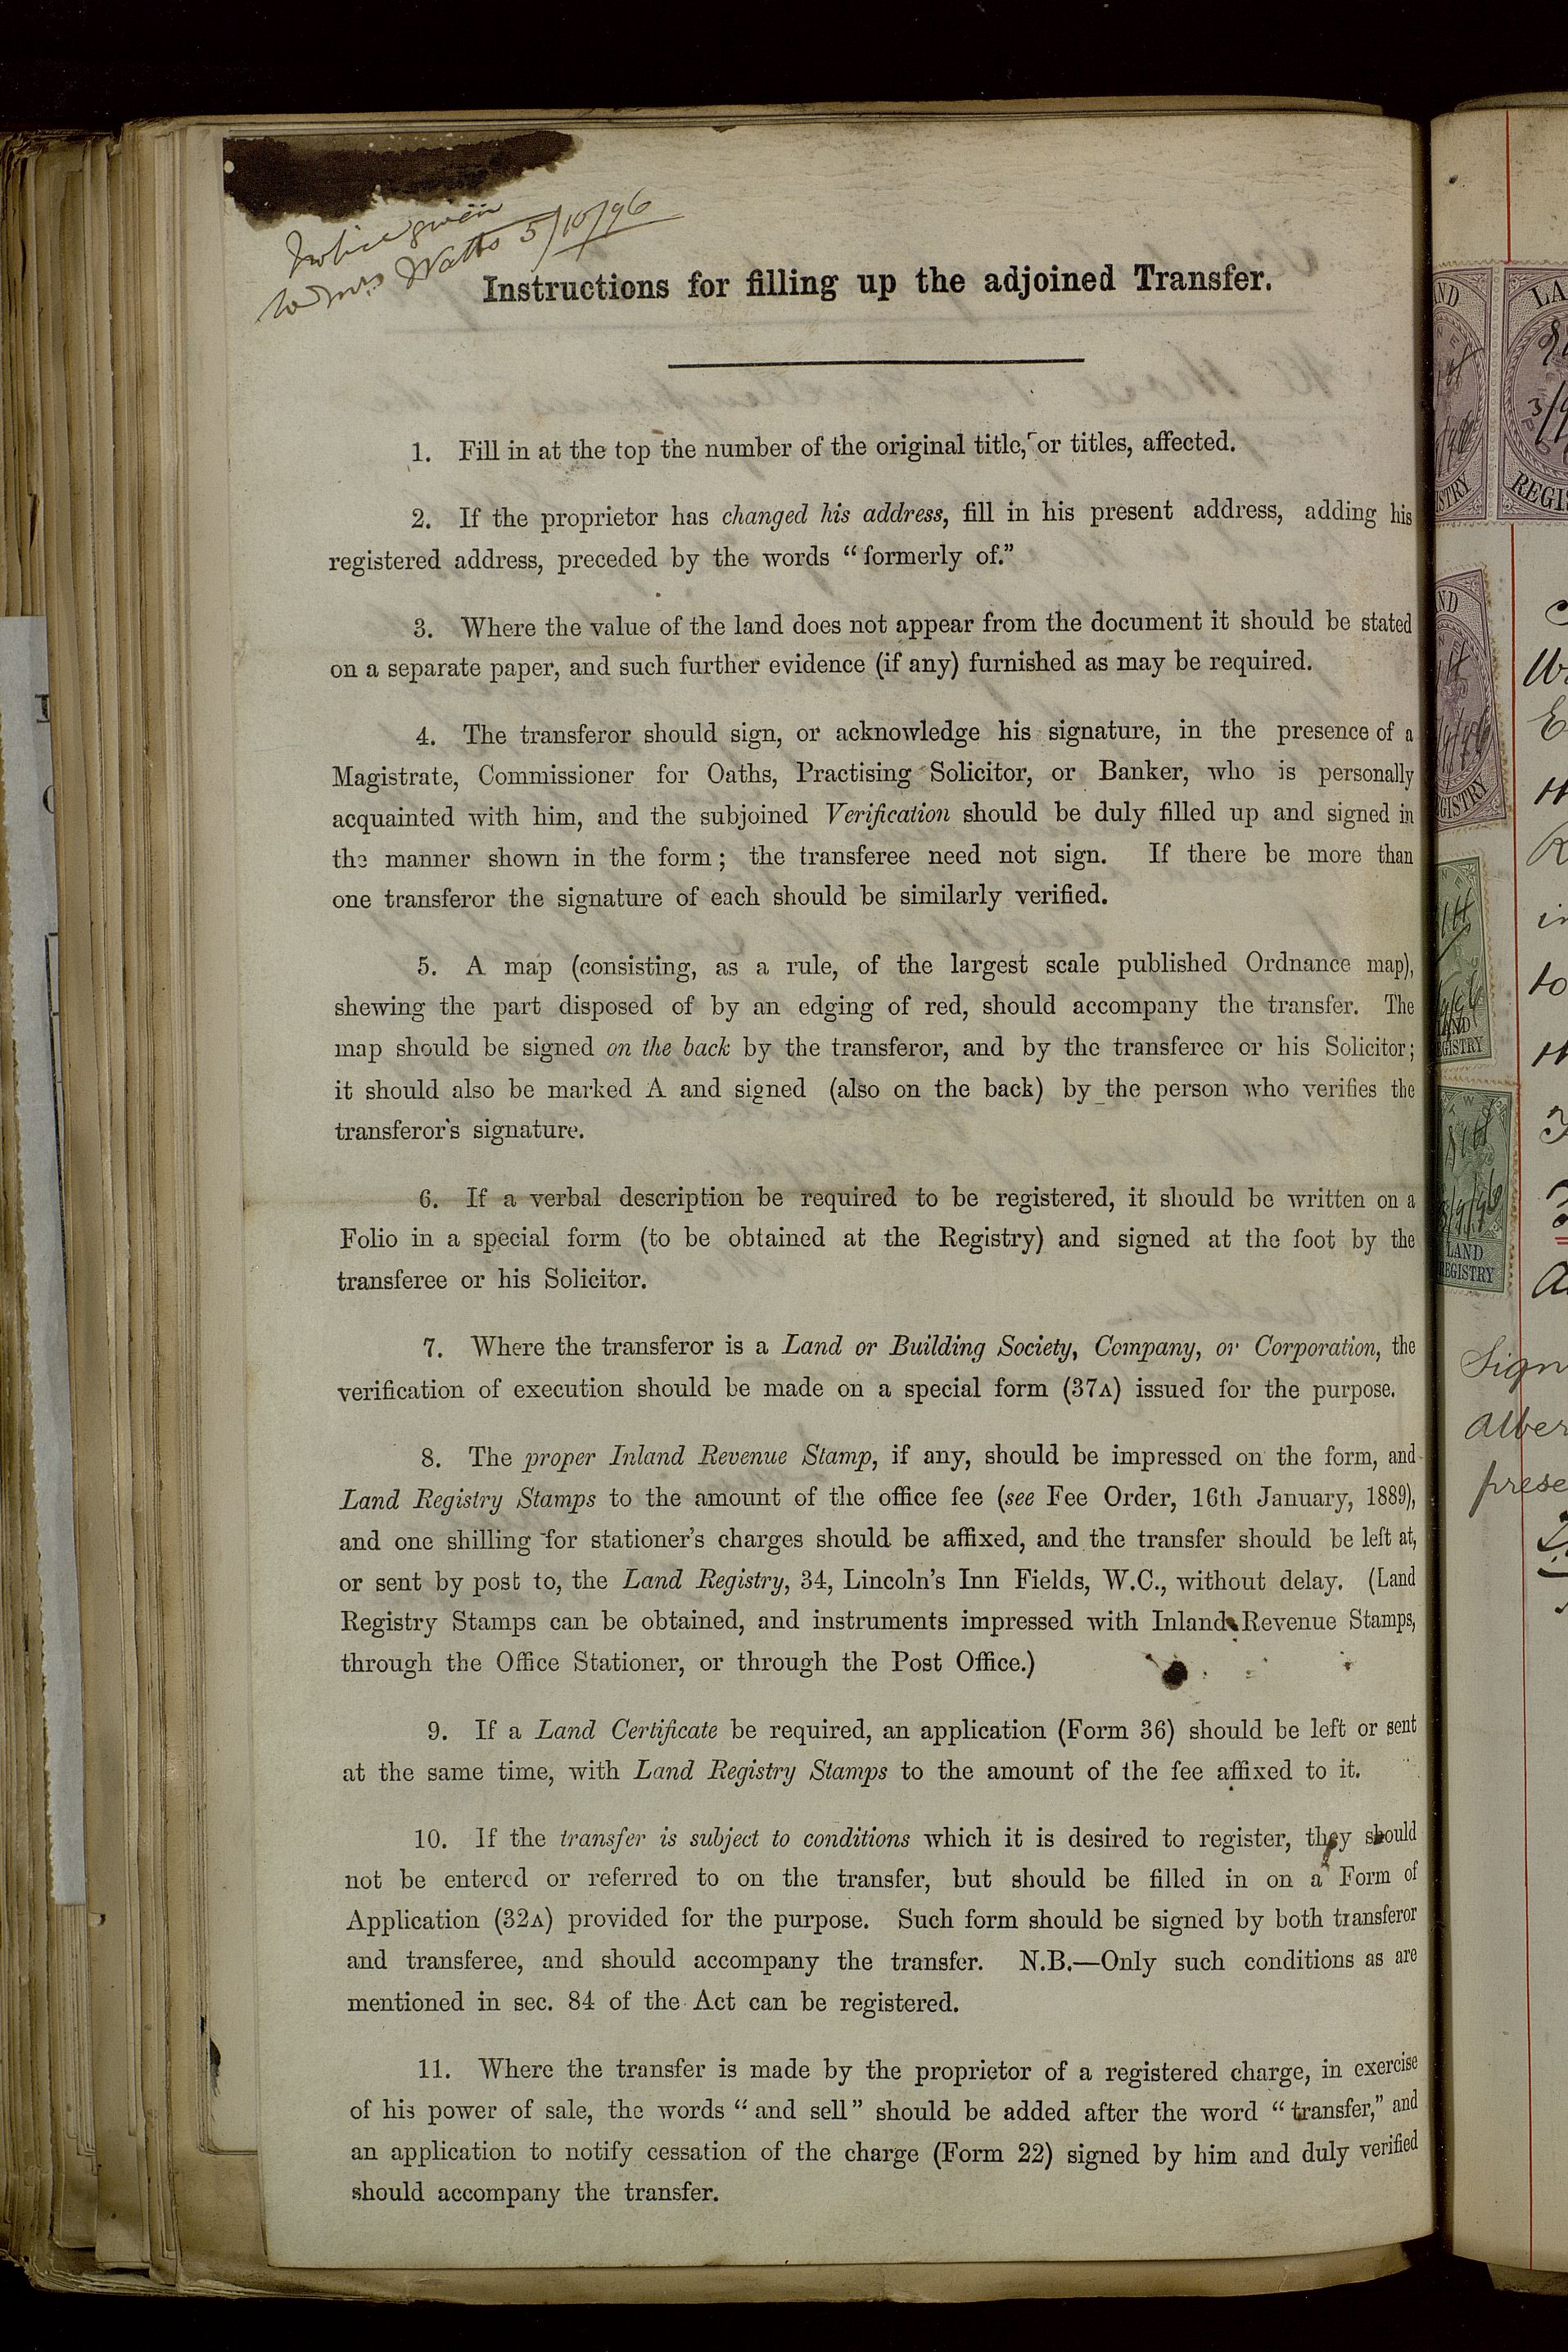 Notice given
to Mrs Watts 5/10/96
Instructions for filling up the adjoined Transfer.
1. Fill in at the top the number of the original title, or titles, affected.
2. If the proprietor has changed his address, fill in his present address, adding his
registered address, preceded by the words “formerly of.”
3. Where the value of the land does not appear from the document it should be stated
on a separate paper, and such further evidence (if any) furnished as may be required.
4. The transferor should sign, or acknowledge his signature, in the presence of a
Magistrate, Commissioner for Oaths, Practising Solicitor, or Banker, who is personally
acquainted with him, and the subjoined Verification should be duly filled up and signed in
the manner shown in the form; the transferee need not sign. If there be more than
one transferor the signature of each should be similarly verified.
5. A map (consisting, as a rule, of the largest scale published Ordnance map),
shewing the part disposed of by an edging of red, should accompany the transfer. The
map should be signed on the back by the transferor, and by the transferee or his Solicitor;
it should also be marked A and signed (also on the back) by the person who verifies the
transferor's signature.
6. If a verbal description be required to be registered, it should be written on a
Folio in a special form (to be obtained at the Registry) and signed at the foot by the
transferee or his Solicitor.
7. Where the transferor is a Land or Building Society, Company, or Corporation, the
verification of execution should be made on a special form (37A) issued for the purpose.
8. The proper Inland Revenue Stamp, if any, should be impressed on the form, and
Land Registry Stamps to the amount of the office fee (see Fee Order, 16th January, 1889),
and one shilling for stationer's charges should be affixed, and the transfer should be left at,
or sent by post to, the Land Registry, 34, Lincoln's Inn Fields, W.C., without delay. (Land
Registry Stamps can be obtained, and instruments impressed with Inland Revenue Stamps,
through the Office Stationer, or through the Post Office.)
9. If a Land Certificate be required, an application (Form 36) should be left or sent
at the same time, with Land Registry Stamps to the amount of the fee affixed to it.
10. If the transfer is subject to conditions which it is desired to register, they should
not be entered or referred to on the transfer, but should be filled in on a Form of
Application (32A) provided for the purpose. Such form should be signed by both transferor
and transferee, and should accompany the transfer. N.B.—Only such conditions as are
mentioned in sec. 84 of the Act can be registered.
11. Where the transfer is made by the proprietor of a registered charge, in exercise
of his power of sale, the words “and sell” should be added after the word “transfer,” and
an application to notify cessation of the charge (Form 22) signed by him and duly verified
should accompany the transfer.
LAND
REGISTRY